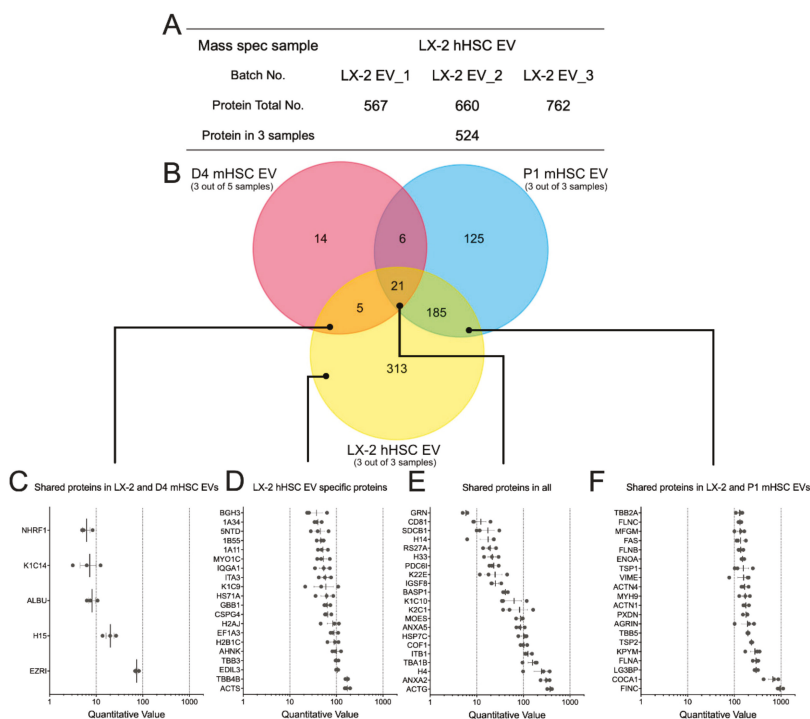 A
Mass spec sample LX-2 hHSC EV
Batch No. LX-2 EV_1 LX-2 EV_2 LX-2 EV_3
Protein Total No. 567 660 762
Protein in 3 samples 524
B
D4 mHSC EV
(3 out of 5 samples)
P1 mHSC EV
(3 out of 3 samples)
14
6
125
21
5
185
313
LX-2 hHSC EV
(3 out of 3 samples)
C
Shared proteins in LX-2 and D4 mHSC EVs
NHRF1
K1C14
ALBU
H15
EZRI
1 10 100 1000
Quantitative Value
D
LX-2 hHSC EV specific proteins
BGH3
1A34
5NTD
1B55
1A11
MYO1C
IQGA1
ITA3
K1C9
HS71A
GBB1
CSPG4
H2AJ
EF1A3
H2B1C
AHNK
TBB3
EDIL3
TBB4B
ACTS
1 10 100 1000
Quantitative Value
E
Shared proteins in all
GRN
CD81
SDCB1
H14
RS27A
H33
PDC6I
K22E
IGSF8
BASP1
K1C10
K2C1
MOES
ANXA5
HSP7C
COF1
ITB1
TBA1B
H4
ANXA2
ACTG
1 10 100 1000
Quantitative Value
F
Shared proteins in LX-2 and P1 mHSC EVs
TBB2A
FLNC
MFGM
FAS
FLNB
ENOA
TSP1
VIME
ACTN4
MYH9
ACTN1
PXDN
AGRIN
TBB5
TSP2
KPYM
FLNA
LG3BP
COCA1
FINC
1 10 100 1000
Quantitative Value